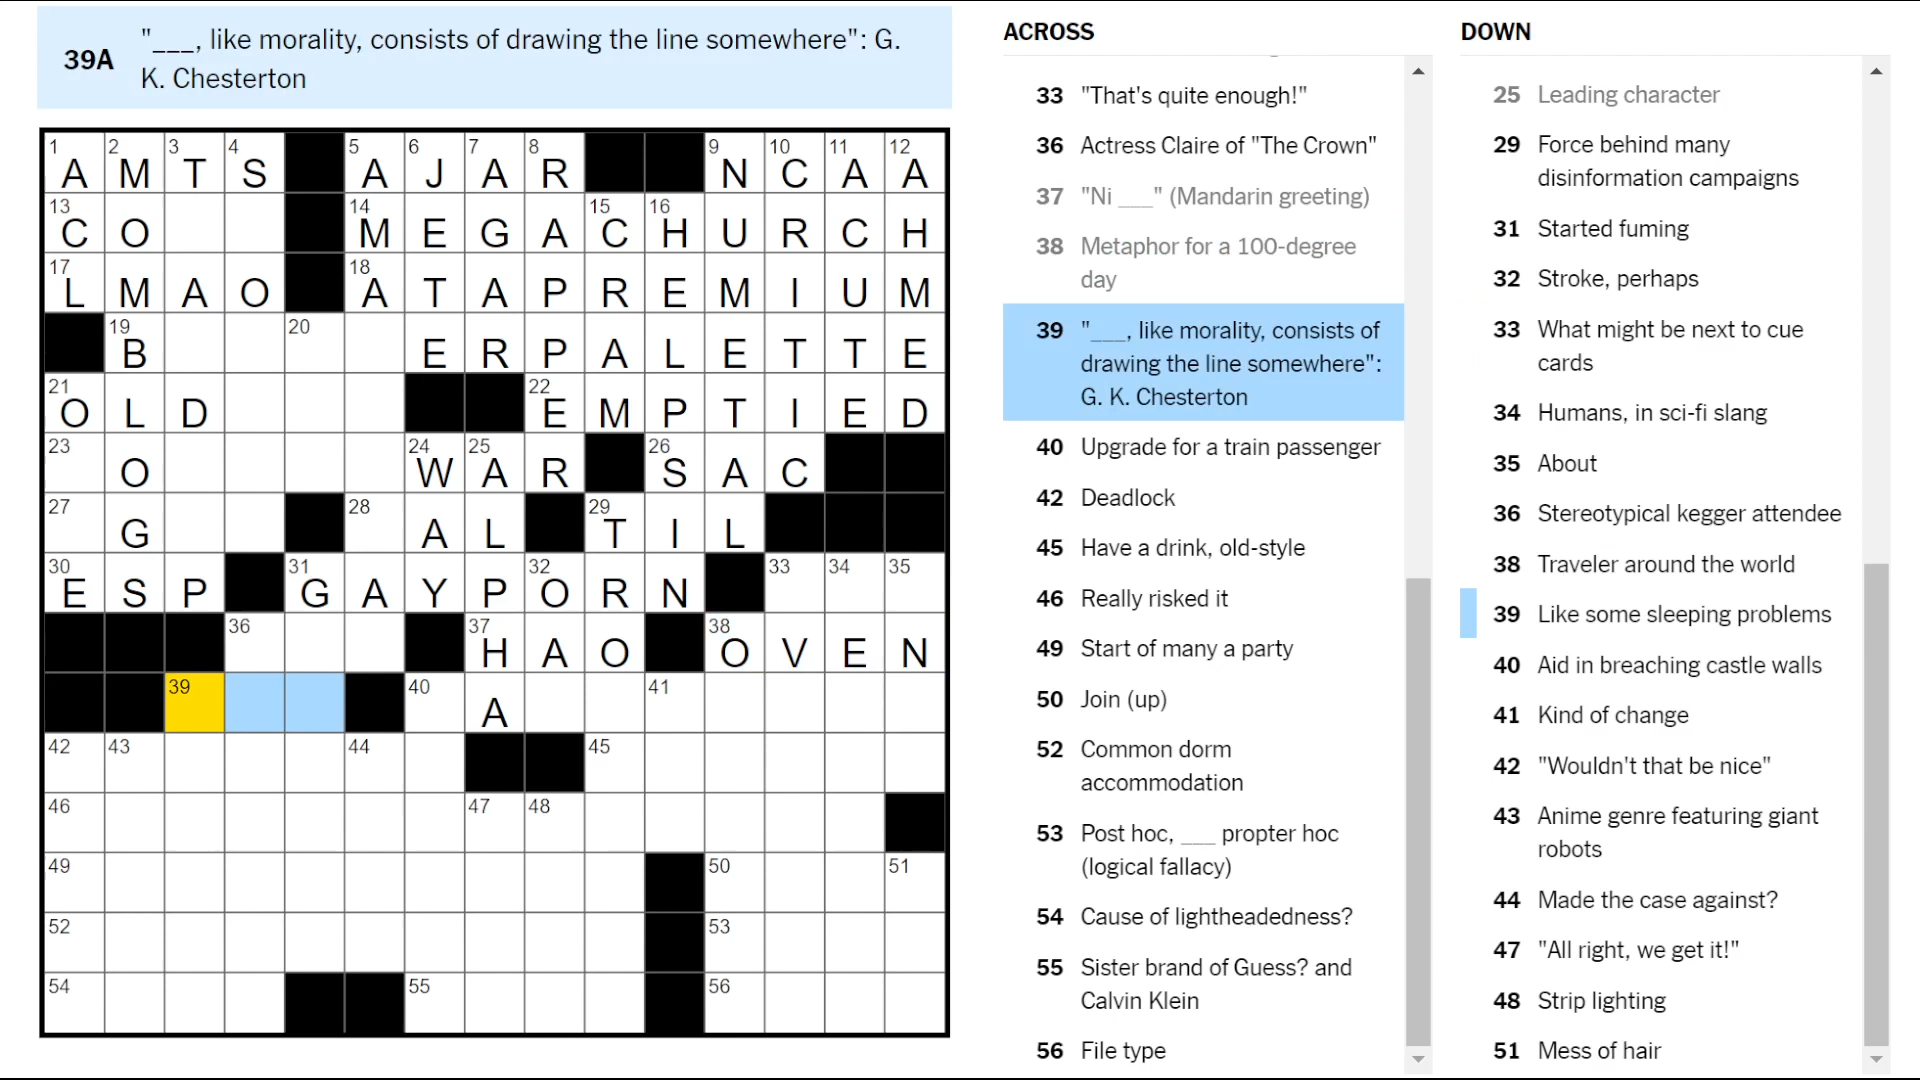 39A
"___, like morality, consists of drawing the line somewhere": G.
K. Chesterton
1 2 3 4 5 6 7 8 9 10 11 12
A M T S A J A R N C A A
13 14 15 16
C O M E G A C H U R C H
17 18
L M A O A T A P R E M I U M
19 20
B E R P A L E T T E
21 22
O L D E M P T I E D
23 24 25 26
O W A R S A C
27 28 29
G A L T I L
30 31 32 33 34 35
E S P G A Y P O R N
36 37 38
H A O O V E N
39 40 41
A
42 43 44 45
46 47 48
49 50 51
52 53
54 55 56
ACROSS
33 "That's quite enough!"
36 Actress Claire of "The Crown"
37 "Ni ___" (Mandarin greeting)
38 Metaphor for a 100-degree
day
39 "___, like morality, consists of
drawing the line somewhere":
G. K. Chesterton
40 Upgrade for a train passenger
42 Deadlock
45 Have a drink, old-style
46 Really risked it
49 Start of many a party
50 Join (up)
52 Common dorm
accommodation
53 Post hoc, ___ propter hoc
(logical fallacy)
54 Cause of lightheadedness?
55 Sister brand of Guess? and
Calvin Klein
56 File type
DOWN
25 Leading character
29 Force behind many
disinformation campaigns
31 Started fuming
32 Stroke, perhaps
33 What might be next to cue
cards
34 Humans, in sci-fi slang
35 About
36 Stereotypical kegger attendee
38 Traveler around the world
39 Like some sleeping problems
40 Aid in breaching castle walls
41 Kind of change
42 "Wouldn't that be nice"
43 Anime genre featuring giant
robots
44 Made the case against?
47 "All right, we get it!"
48 Strip lighting
51 Mess of hair